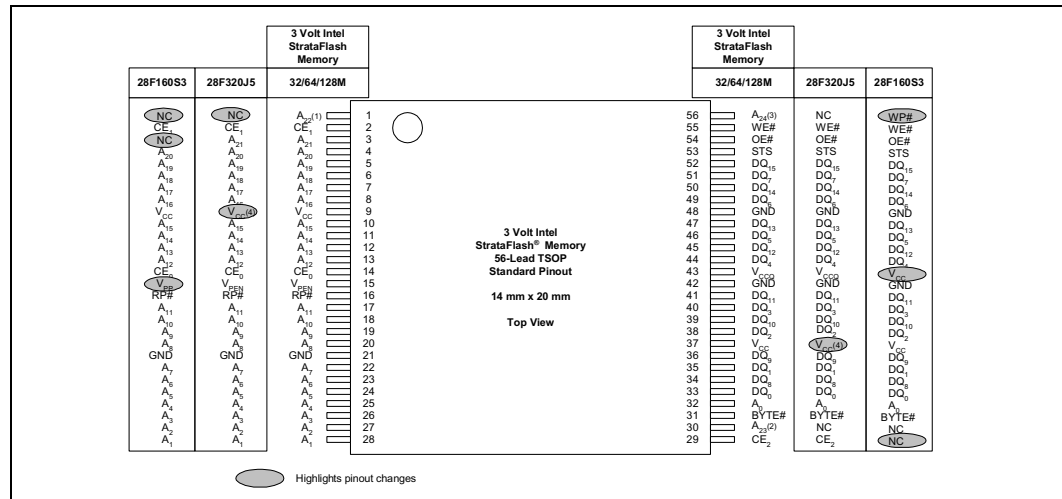 3 Volt Intel
StrataFlash
Memory
3 Volt Intel
StrataFlash
Memory
28F160S3 28F320J5 32/64/128M
32/64/128M 28F320J5 28F160S3
NC NC A22(1) 1
CE1 CE1 CE1 2
NC A21 A21 3
A20 A20 A20 4
A19 A19 A19 5
A18 A18 A18 6
A17 A17 A17 7
A16 A16 A16 8
VCC VCC(4) VCC 9
A15 A15 A15 10
A14 A14 A14 11
A13 A13 A13 12
A12 A12 A12 13
CE0 CE0 CE0 14
VPP VPEN VPEN 15
RP# RP# RP# 16
A11 A11 A11 17
A10 A10 A10 18
A9 A9 A9 19
A8 A8 A8 20
GND GND GND 21
A7 A7 A7 22
A6 A6 A6 23
A5 A5 A5 24
A4 A4 A4 25
A3 A3 A3 26
A2 A2 A2 27
A1 A1 A1 28
3 Volt Intel
StrataFlash® Memory
56-Lead TSOP
Standard Pinout
14 mm x 20 mm
Top View
56 A24(3) NC WP#
55 WE# WE# WE#
54 OE# OE# OE#
53 STS STS STS
52 DQ15 DQ15 DQ15
51 DQ7 DQ7 DQ7
50 DQ14 DQ14 DQ14
49 DQ6 DQ6 DQ6
48 GND GND GND
47 DQ13 DQ13 DQ13
46 DQ5 DQ5 DQ5
45 DQ12 DQ12 DQ12
44 DQ4 DQ4 DQ4
43 VCCQ VCCQ VCC
42 GND GND GND
41 DQ11 DQ11 DQ11
40 DQ3 DQ3 DQ3
39 DQ10 DQ10 DQ10
38 DQ2 DQ2 DQ2
37 VCC VCC(4) VCC
36 DQ9 DQ9 DQ9
35 DQ1 DQ1 DQ1
34 DQ8 DQ8 DQ8
33 DQ0 DQ0 DQ0
32 A0 A0 A0
31 BYTE# BYTE# BYTE#
30 A23(2) NC NC
29 CE2 CE2 NC
Highlights pinout changes